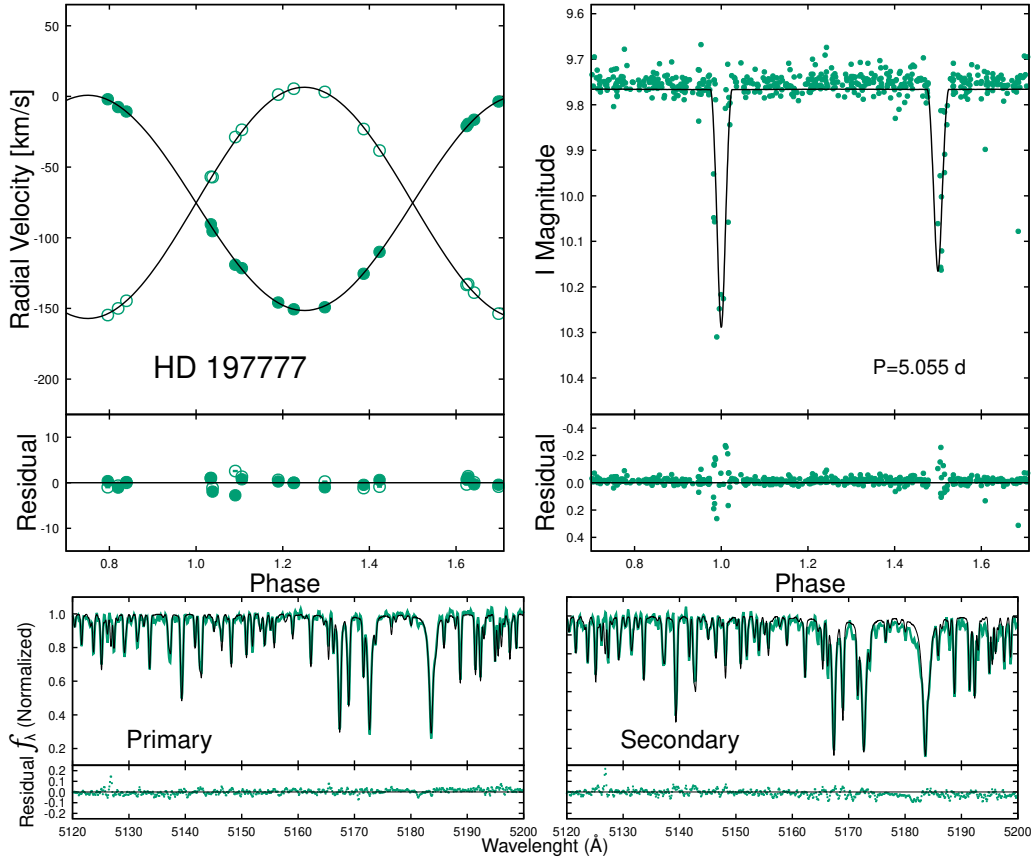 50
0
-50
-100
-150
-200
Radial Velocity [km/s]
HD 197777
10
0
-10
Residual
0.8 1.0 1.2 1.4 1.6
Phase
9.6
9.7
9.8
9.9
10.0
10.1
10.2
10.3
10.4
I Magnitude
P=5.055 d
-0.4
-0.2
0.0
0.2
0.4
Residual
0.8 1.0 1.2 1.4 1.6
Phase
1.0
0.8
0.6
0.4
0.2
fλ (Normalized)
Primary
0.2
0.1
0.0
-0.1
-0.2
Residual
5120 5130 5140 5150 5160 5170 5180 5190 5200
Secondary
5120 5130 5140 5150 5160 5170 5180 5190 5200
Wavelenght (Å)